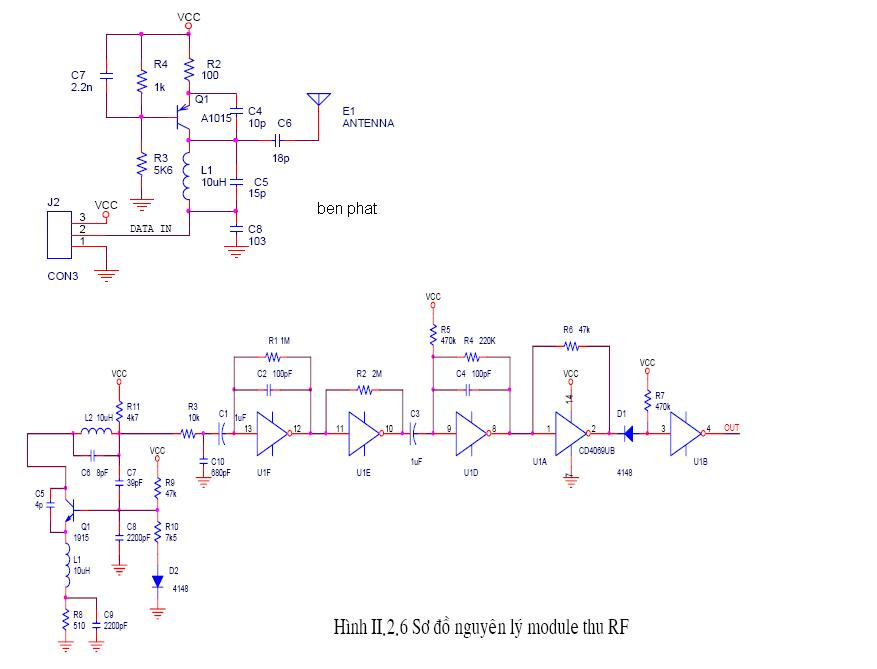 VCC
C7
2.2n
R4
1k
R2
100
Q1
A1015
C4
10p
C6
18p
E1
ANTENNA
R3
5K6
L1
10uH
C5
15p
J2
VCC
3
2
1
DATA IN
C8
103
CON3
ben phat
VCC
R1 1M
C2 100pF
R2 2M
R5
470k
R4 220K
C4 100pF
R6 47k
VCC
14
VCC
R7
470k
VCC
L2 10uH
R11
4k7
R3
10k
C1
1uF
13
12
11
10
C3
1uF
9
8
1
2
D1
3
4
OUT
C10
680pF
U1F
U1E
U1D
U1A
CD4069UB
7
4148
U1B
C6 8pF
C7
39pF
VCC
R9
47k
C5
4p
Q1
1915
C8
2200pF
R10
7k5
L1
10uH
D2
4148
R8
510
C9
2200pF
Hình II.2.6 Sơ đồ nguyên lý module thu RF